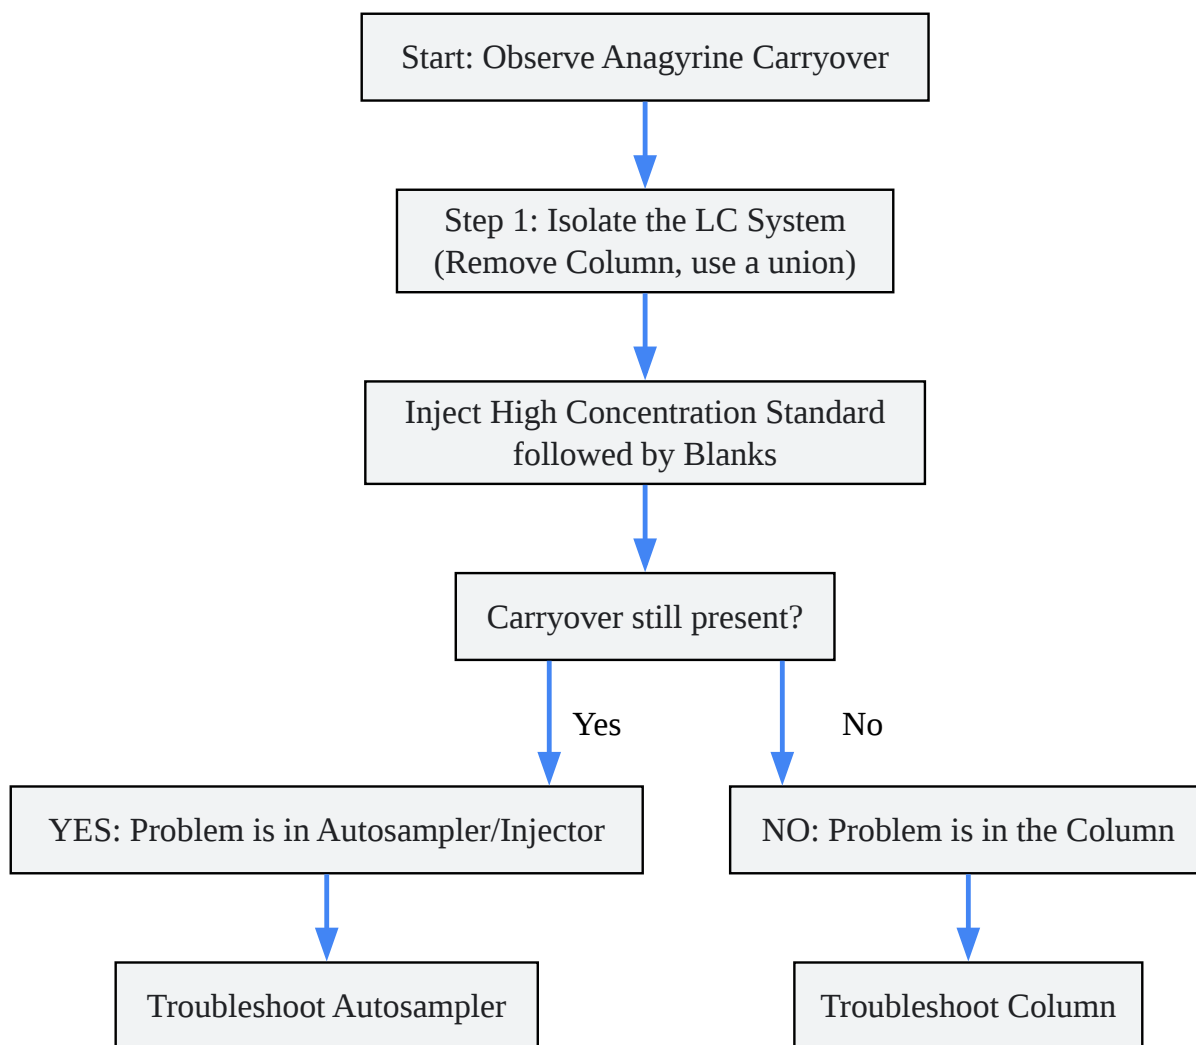 Start: Observe Anagyrine Carryover
Step 1: Isolate the LC System
(Remove Column, use a union)
Inject High Concentration Standard
followed by Blanks
Carryover still present?
Yes
No
YES: Problem is in Autosampler/Injector
NO: Problem is in the Column
Troubleshoot Autosampler
Troubleshoot Column